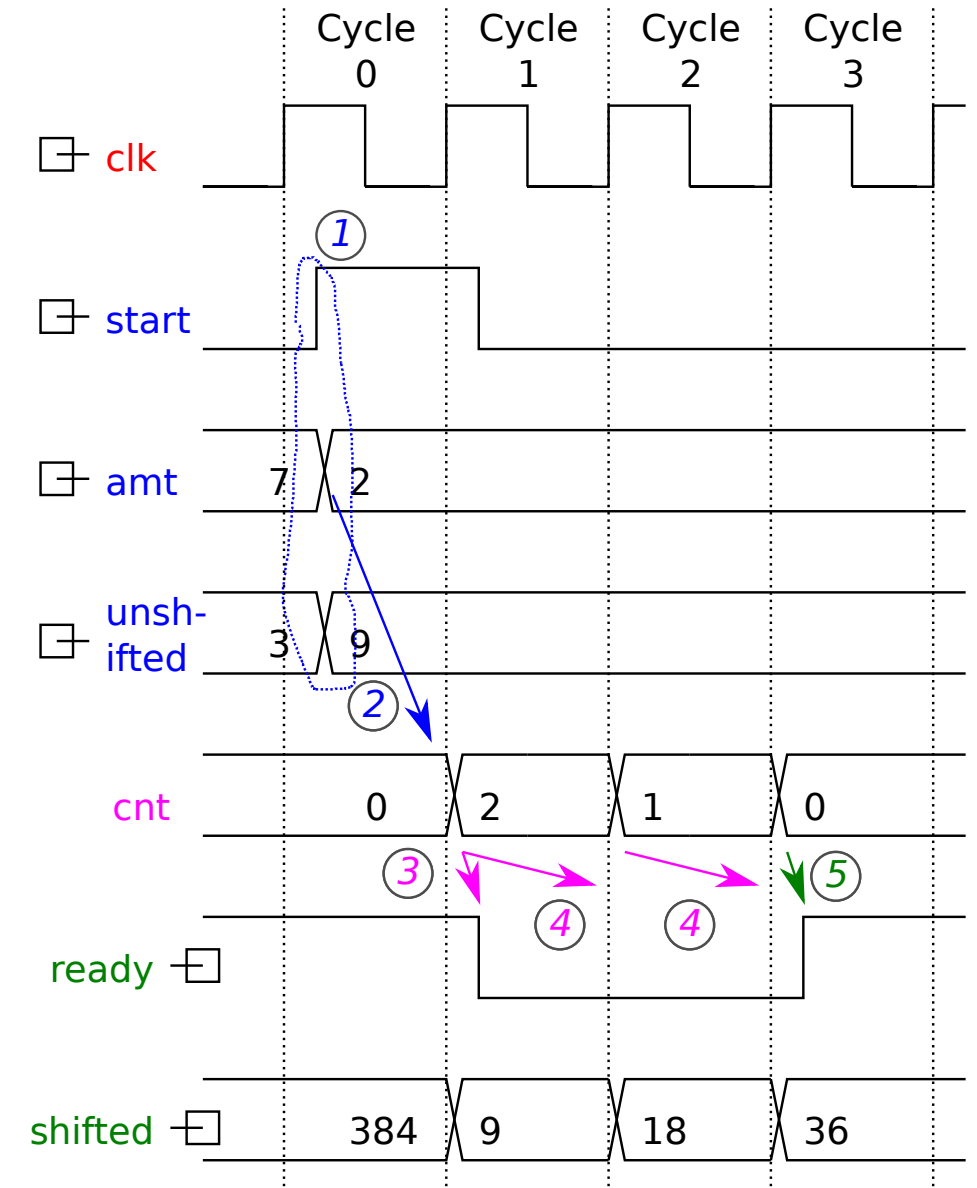 Cycle Cycle Cycle Cycle
0 1 2 3
clk
1
start
amt 7 2
unsh-
ifted 3 9
2
cnt 0 2 1 0
3 5
4 4
ready
shifted 384 9 18 36